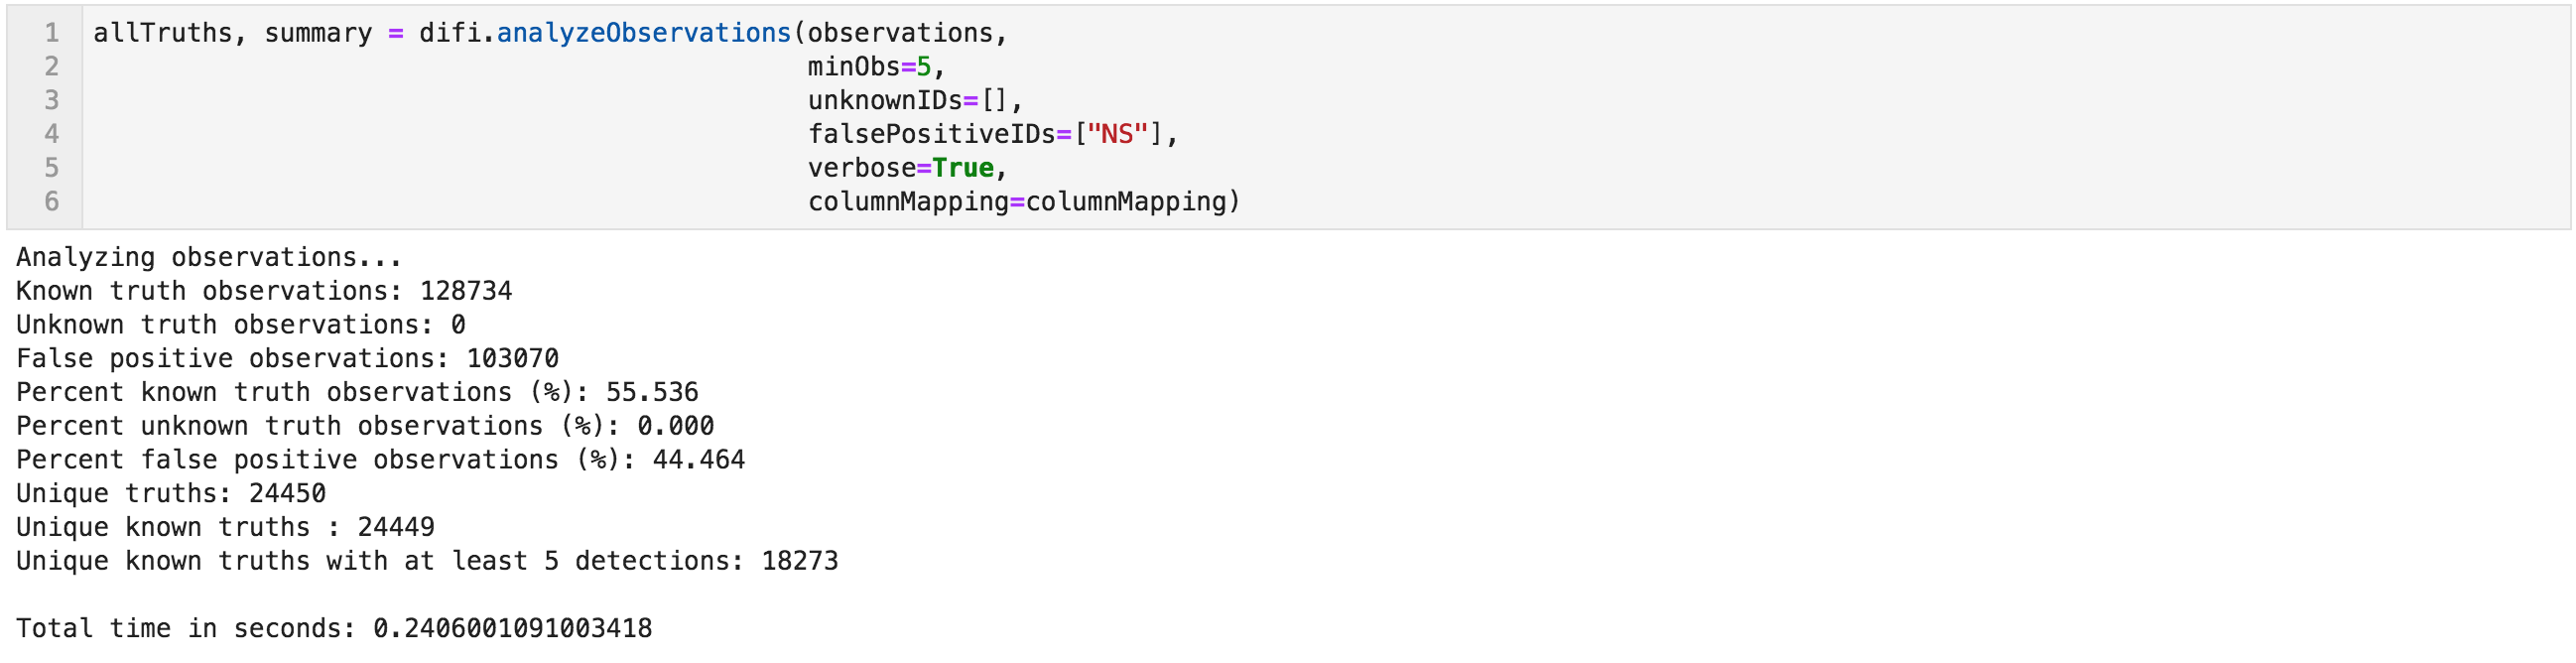 1 allTruths, summary = difi.analyzeObservations(observations,
2 minObs=5,
3 unknownIDs=[],
4 falsePositiveIDs=["NS"],
5 verbose=True,
6 columnMapping=columnMapping)
Analyzing observations...
Known truth observations: 128734
Unknown truth observations: 0
False positive observations: 103070
Percent known truth observations (%): 55.536
Percent unknown truth observations (%): 0.000
Percent false positive observations (%): 44.464
Unique truths: 24450
Unique known truths : 24449
Unique known truths with at least 5 detections: 18273
Total time in seconds: 0.2406001091003418